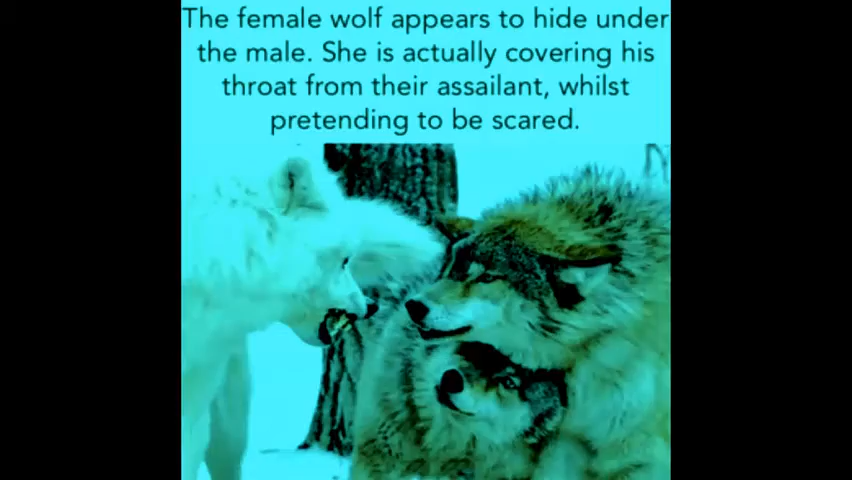 The female wolf appears to hide under
the male. She is actually covering his
throat from their assailant, whilst
pretending to be scared.